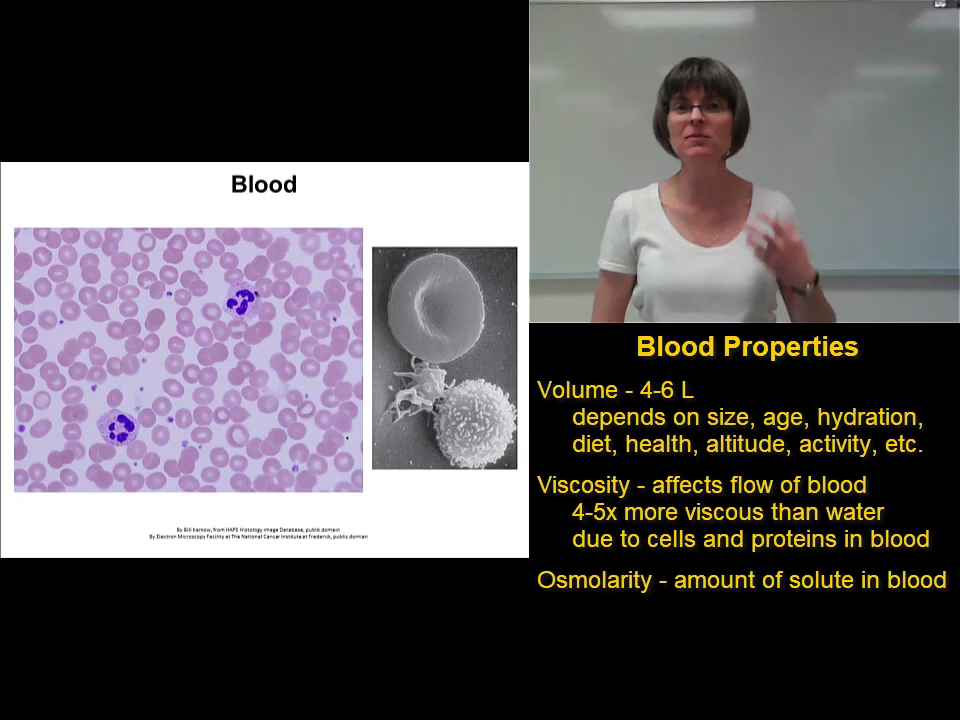 Blood
By Bill Karkow, from HAPS Histology Image Database, public domain
By Electron Microscopy Facility at The National Cancer Institute at Frederick, public domian
Blood Properties
Volume - 4-6 L
depends on size, age, hydration,
diet, health, altitude, activity, etc.
Viscosity - affects flow of blood
4-5x more viscous than water
due to cells and proteins in blood
Osmolarity - amount of solute in blood